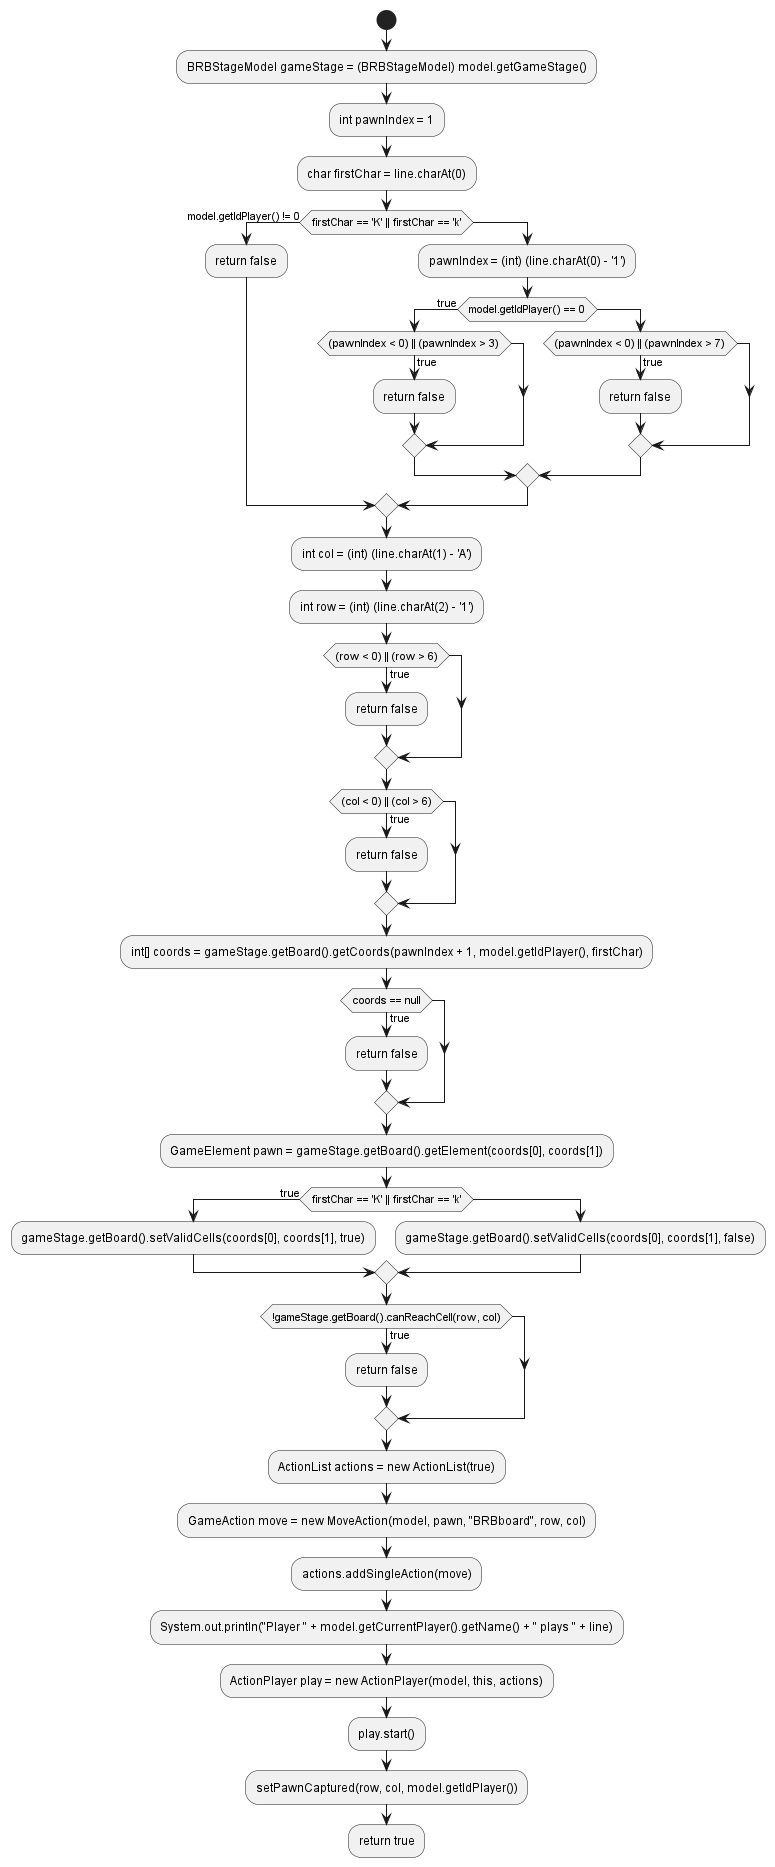 BRBStageModel gameStage = (BRBStageModel) model.getGameStage()
int pawnIndex = 1
char firstChar = line.charAt(0)
model.getIdPlayer() != 0
firstChar == 'K' || firstChar == 'k'
return false
pawnIndex = (int) (line.charAt(0) - '1')
true
model.getIdPlayer() == 0
(pawnIndex < 0) || (pawnIndex > 3)
(pawnIndex < 0) || (pawnIndex > 7)
true
true
return false
return false
int col = (int) (line.charAt(1) - 'A')
int row = (int) (line.charAt(2) - '1')
(row < 0) || (row > 6)
true
return false
(col < 0) || (col > 6)
true
return false
int[] coords = gameStage.getBoard().getCoords(pawnIndex + 1, model.getIdPlayer(), firstChar)
coords == null
true
return false
GameElement pawn = gameStage.getBoard().getElement(coords[0], coords[1])
true
firstChar == 'K' || firstChar == 'k'
gameStage.getBoard().setValidCells(coords[0], coords[1], true)
gameStage.getBoard().setValidCells(coords[0], coords[1], false)
!gameStage.getBoard().canReachCell(row, col)
true
return false
ActionList actions = new ActionList(true)
GameAction move = new MoveAction(model, pawn, "BRBboard", row, col)
actions.addSingleAction(move)
System.out.println("Player " + model.getCurrentPlayer().getName() + " plays " + line)
ActionPlayer play = new ActionPlayer(model, this, actions)
play.start()
setPawnCaptured(row, col, model.getIdPlayer())
return true